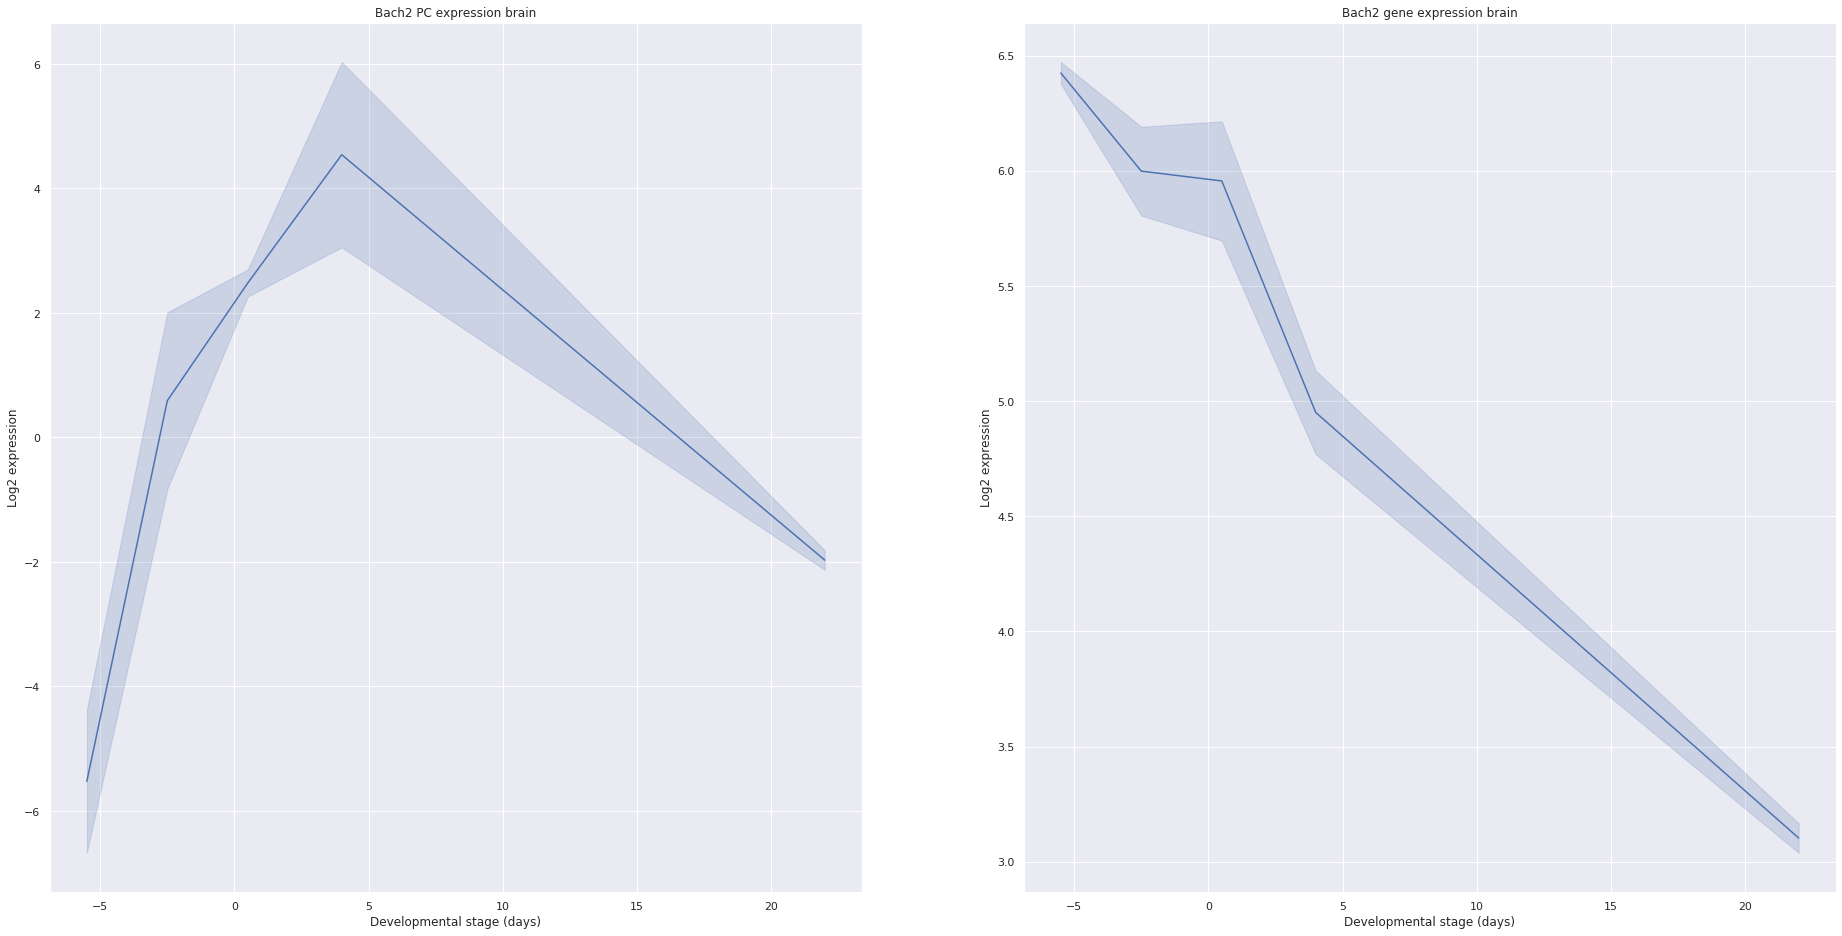 Bach2 PC expression brain
Log2 expression
6
4
2
0
−2
−4
−6
−5 0 5 10 15 20
Developmental stage (days)
Bach2 gene expression brain
Log2 expression
6.5
6.0
5.5
5.0
4.5
4.0
3.5
3.0
−5 0 5 10 15 20
Developmental stage (days)